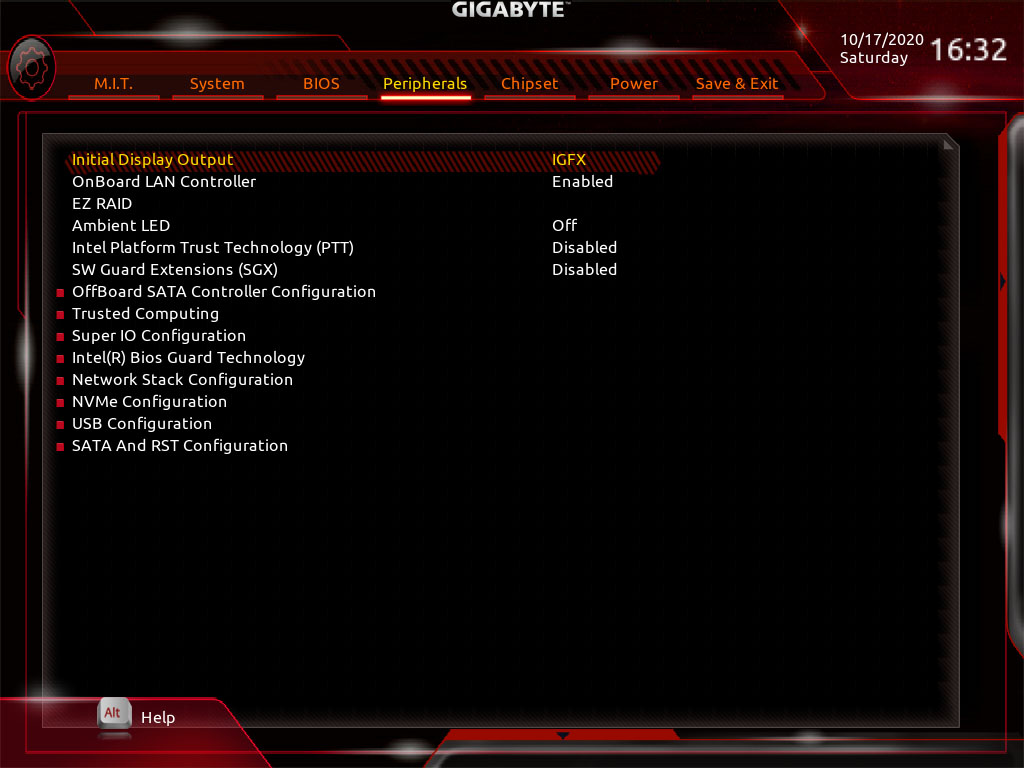 GIGABYTE™
10/17/2020
Saturday
16:32
M.I.T. System BIOS Peripherals Chipset Power Save & Exit
Initial Display Output IGFX
OnBoard LAN Controller Enabled
EZ RAID
Ambient LED Off
Intel Platform Trust Technology (PTT) Disabled
SW Guard Extensions (SGX) Disabled
OffBoard SATA Controller Configuration
Trusted Computing
Super IO Configuration
Intel(R) Bios Guard Technology
Network Stack Configuration
NVMe Configuration
USB Configuration
SATA And RST Configuration
Alt Help